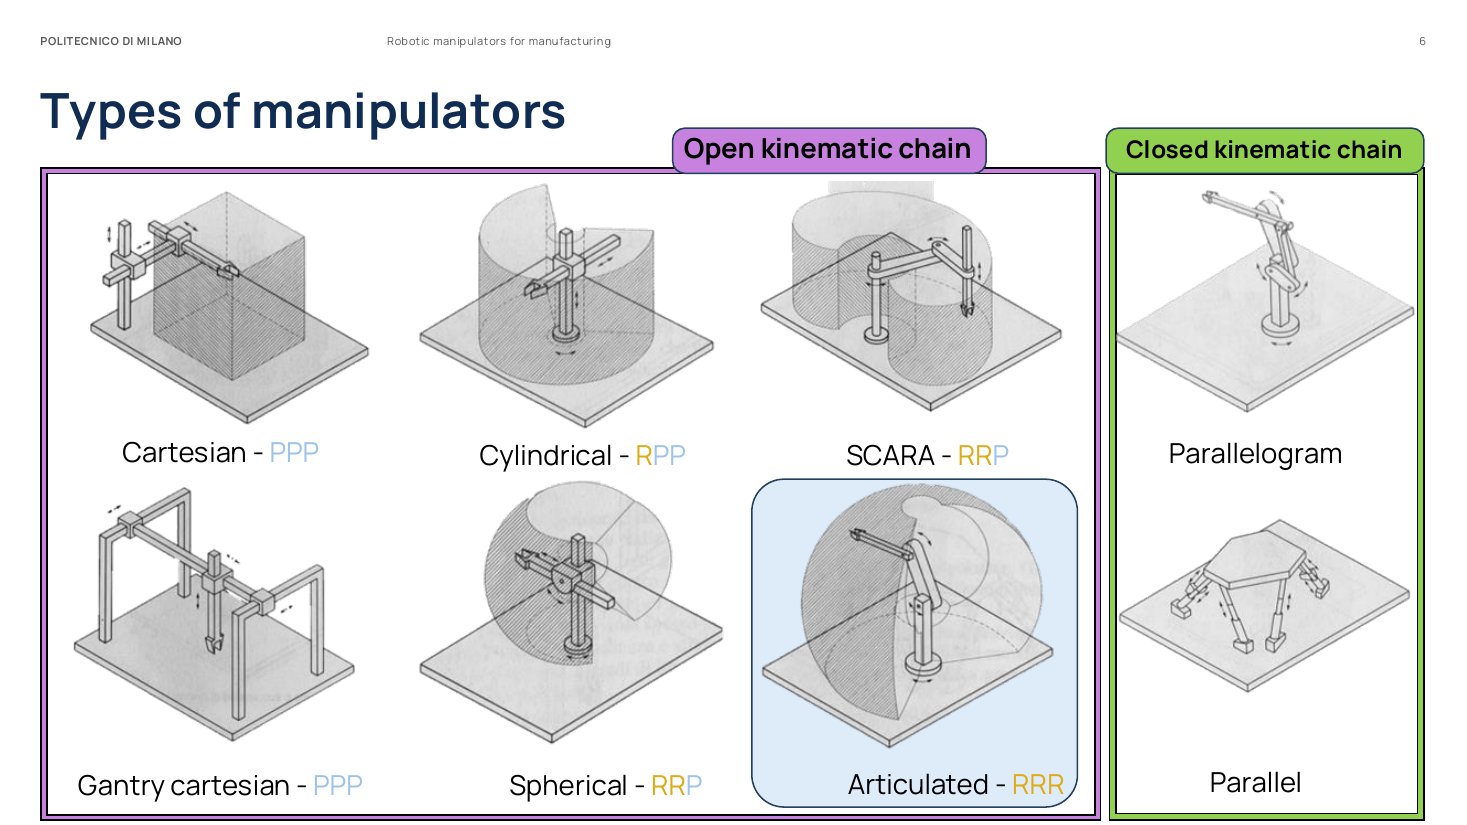 POLITECNICO DI MILANO
Robotic manipulators for manufacturing
6
Types of manipulators
Open kinematic chain
Closed kinematic chain
Cartesian - PPP
Cylindrical - RPP
SCARA - RRP
Parallelogram
Gantry cartesian - PPP
Spherical - RRP
Articulated - RRR
Parallel